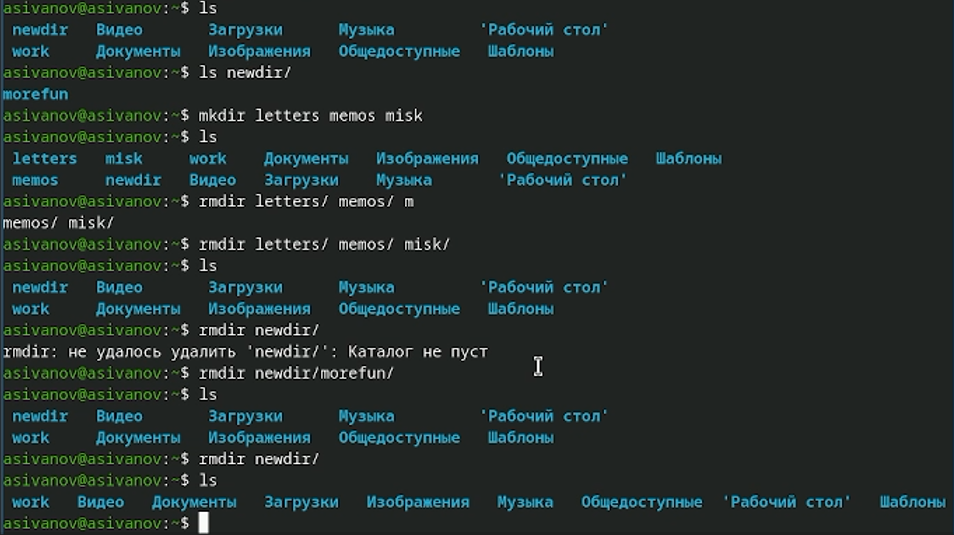 asivanov@asivanov:~$ ls
newdir Видео Загрузки Музыка 'Рабочий стол'
work Документы Изображения Общедоступные Шаблоны
asivanov@asivanov:~$ ls newdir/
morefun
asivanov@asivanov:~$ mkdir letters memos misk
asivanov@asivanov:~$ ls
letters misk work Документы Изображения Общедоступные Шаблоны
memos newdir Видео Загрузки Музыка 'Рабочий стол'
asivanov@asivanov:~$ rmdir letters/ memos/ m
memos/ misk/
asivanov@asivanov:~$ rmdir letters/ memos/ misk/
asivanov@asivanov:~$ ls
newdir Видео Загрузки Музыка 'Рабочий стол'
work Документы Изображения Общедоступные Шаблоны
asivanov@asivanov:~$ rmdir newdir/
rmdir: не удалось удалить 'newdir/': Каталог не пуст
asivanov@asivanov:~$ rmdir newdir/morefun/
asivanov@asivanov:~$ ls
newdir Видео Загрузки Музыка 'Рабочий стол'
work Документы Изображения Общедоступные Шаблоны
asivanov@asivanov:~$ rmdir newdir/
asivanov@asivanov:~$ ls
work Видео Документы Загрузки Изображения Музыка Общедоступные 'Рабочий стол' Шаблоны
asivanov@asivanov:~$